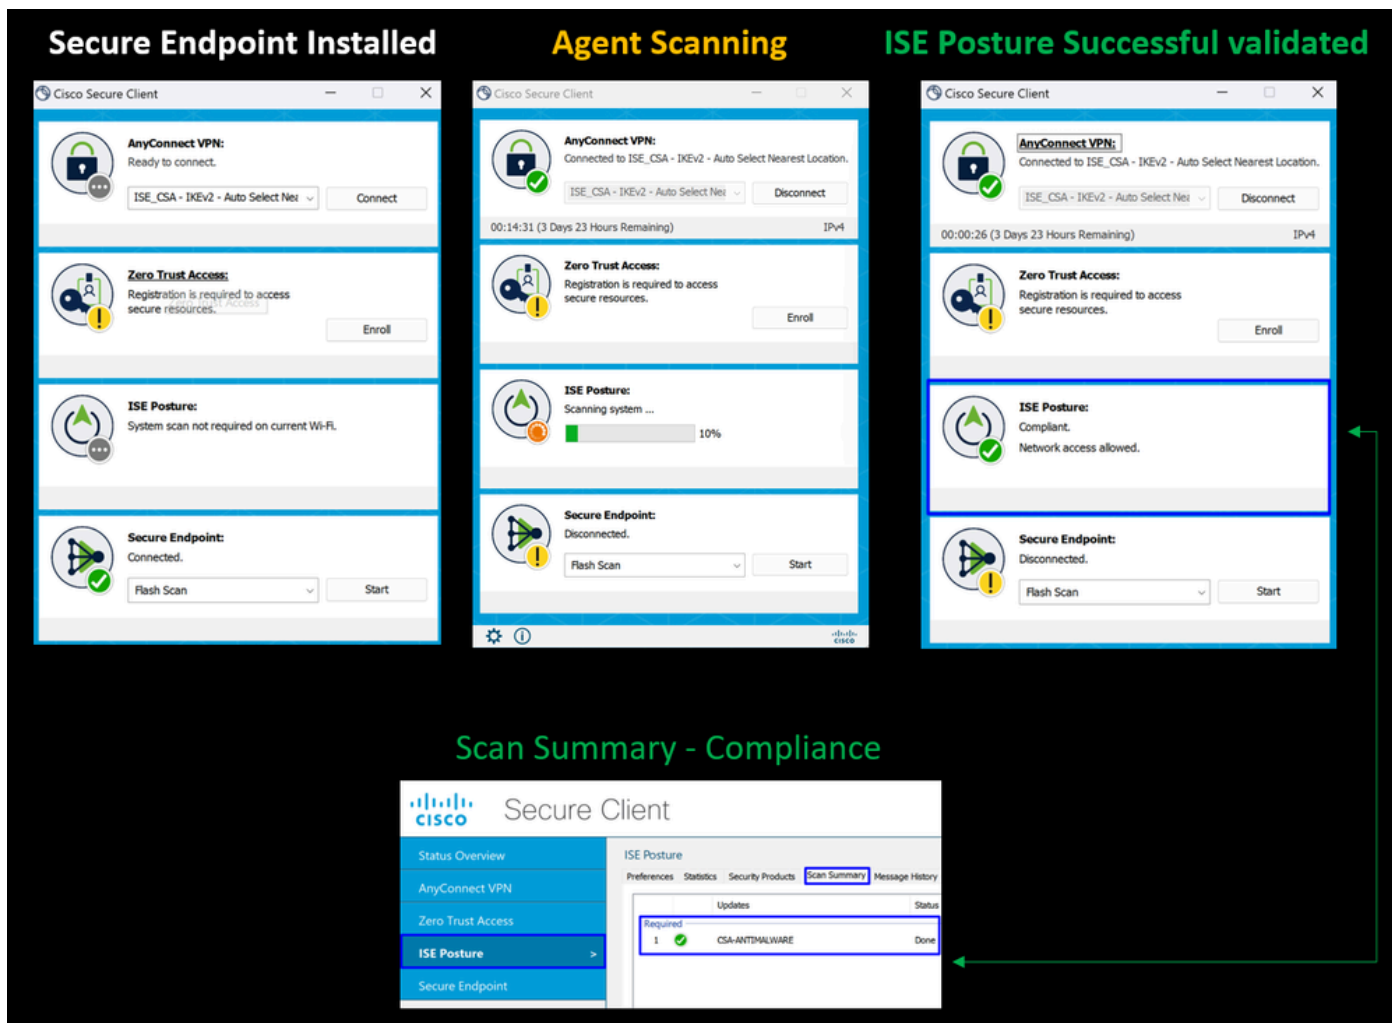 Secure Endpoint Installed
Agent Scanning
ISE Posture Successful validated
Cisco Secure Client
AnyConnect VPN:
Ready to connect.
ISE_CSA - IKEv2 - Auto Select Nea
Connect
Zero Trust Access:
Registration is required to access
secure resources.
Zero Trust Access
Enroll
ISE Posture:
System scan not required on current Wi-Fi.
Secure Endpoint:
Connected.
Flash Scan
Start
Cisco Secure Client
AnyConnect VPN:
Connected to ISE_CSA - IKEv2 - Auto Select Nearest Location.
ISE_CSA - IKEv2 - Auto Select Nea
Disconnect
00:14:31 (3 Days 23 Hours Remaining)
IPv4
Zero Trust Access:
Registration is required to access
secure resources.
Enroll
ISE Posture:
Scanning system ...
10%
Secure Endpoint:
Disconnected.
Flash Scan
Start
cisco
Cisco Secure Client
AnyConnect VPN:
Connected to ISE_CSA - IKEv2 - Auto Select Nearest Location.
ISE_CSA - IKEv2 - Auto Select Nea
Disconnect
00:00:26 (3 Days 23 Hours Remaining)
IPv4
Zero Trust Access:
Registration is required to access
secure resources.
Enroll
ISE Posture:
Compliant.
Network access allowed.
Secure Endpoint:
Disconnected.
Flash Scan
Start
Scan Summary - Compliance
cisco
Secure Client
Status Overview
AnyConnect VPN
Zero Trust Access
ISE Posture >
Secure Endpoint
ISE Posture
Preferences Statistics Security Products Scan Summary Message History
Updates Status
Required
1 CSA-ANTIMALWARE Done